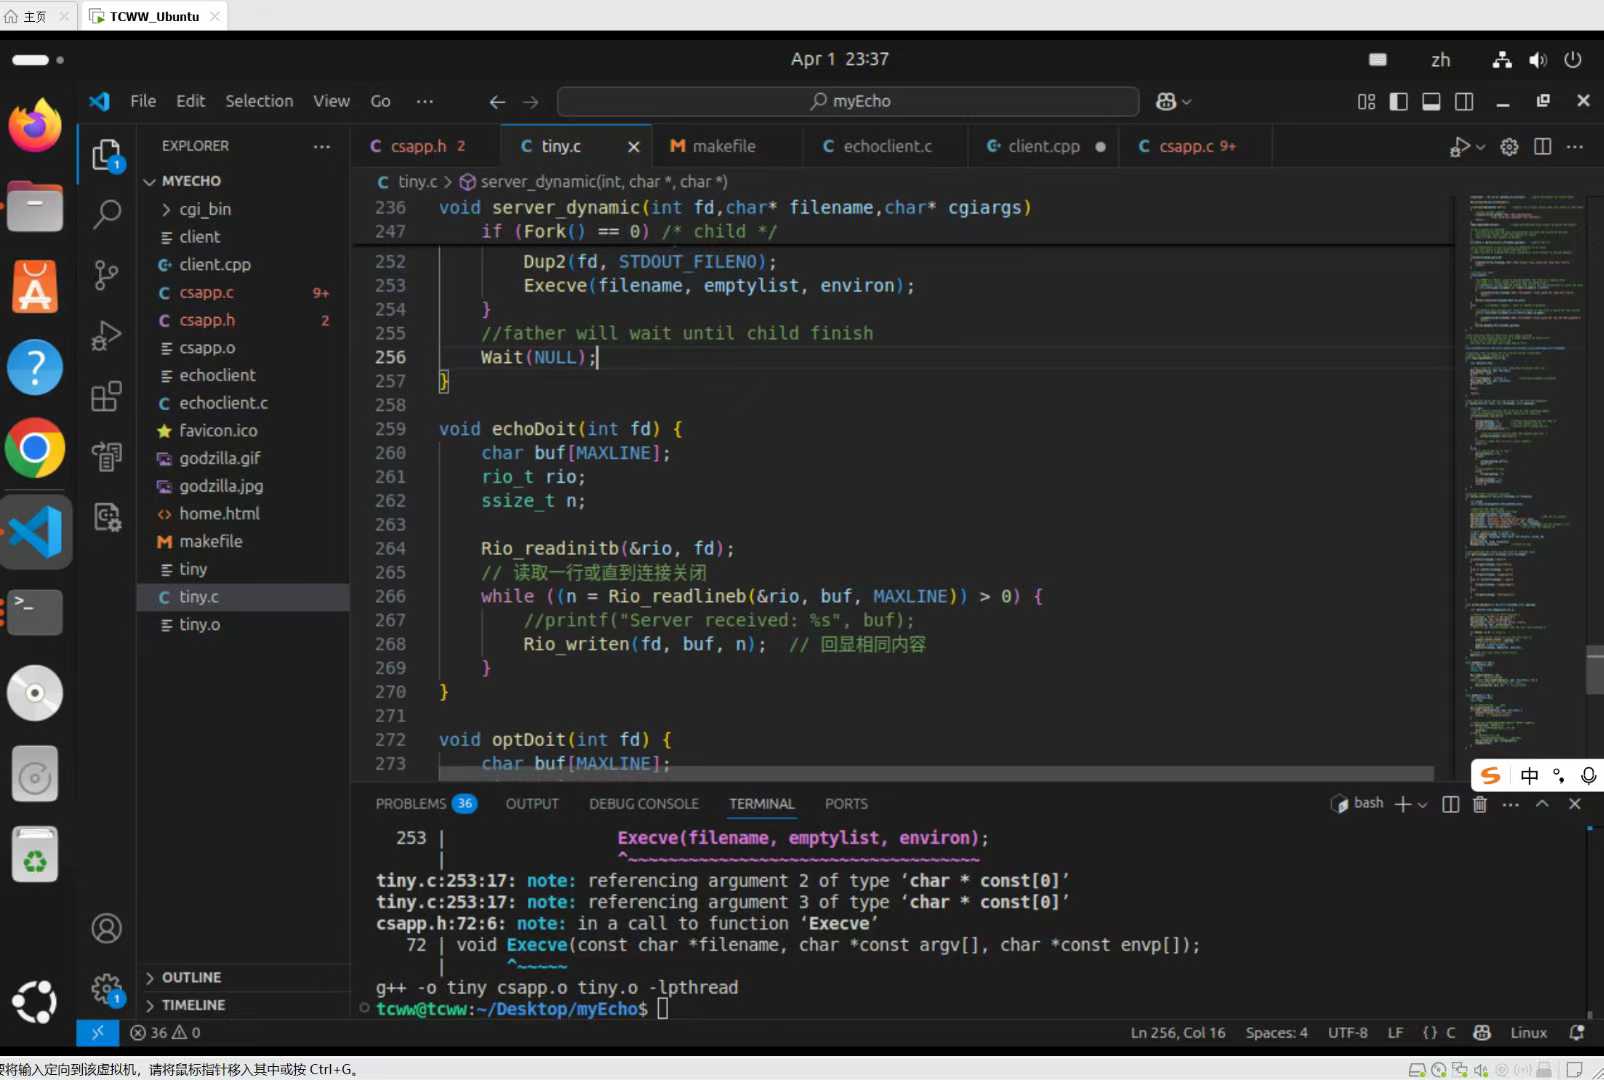 主页
TCWW_Ubuntu
Apr 1 23:37
zh
File Edit Selection View Go ···
myEcho
EXPLORER
csapp.h 2
tiny.c
makefile
echoclient.c
client.cpp
csapp.c 9+
MYECHO
cgi_bin
client
client.cpp
csapp.c 9+
csapp.h 2
csapp.o
echoclient
echoclient.c
favicon.ico
godzilla.gif
godzilla.jpg
home.html
makefile
tiny
tiny.c
tiny.o
OUTLINE
TIMELINE
tiny.c > server_dynamic(int, char *, char *)
236 void server_dynamic(int fd,char* filename,char* cgiargs)
247 if (Fork() == 0) /* child */
252 Dup2(fd, STDOUT_FILENO);
253 Execve(filename, emptylist, environ);
254 }
255 //father will wait until child finish
256 Wait(NULL);
257 }
258
259 void echoDoit(int fd) {
260 char buf[MAXLINE];
261 rio_t rio;
262 ssize_t n;
263
264 Rio_readinitb(&rio, fd);
265 // 读取一行或直到连接关闭
266 while ((n = Rio_readlineb(&rio, buf, MAXLINE)) > 0) {
267 //printf("Server received: %s", buf);
268 Rio_writen(fd, buf, n); // 回显相同内容
269 }
270 }
271
272 void optDoit(int fd) {
273 char buf[MAXLINE];
中
PROBLEMS 36 OUTPUT DEBUG CONSOLE TERMINAL PORTS
bash
253 | Execve(filename, emptylist, environ);
| ^~~~~~~~~~~~~~~~~~~~~~~~~~~~~~~~~~~
tiny.c:253:17: note: referencing argument 2 of type ‘char * const[0]’
tiny.c:253:17: note: referencing argument 3 of type ‘char * const[0]’
csapp.h:72:6: note: in a call to function ‘Execve’
72 | void Execve(const char *filename, char *const argv[], char *const envp[]);
| ^~~~~~
g++ -o tiny csapp.o tiny.o -lpthread
tcww@tcww:~/Desktop/myEcho$
36 0
Ln 256, Col 16 Spaces: 4 UTF-8 LF {} C Linux
要将输入定向到该虚拟机，请将鼠标指针移入其中或按 Ctrl+G。